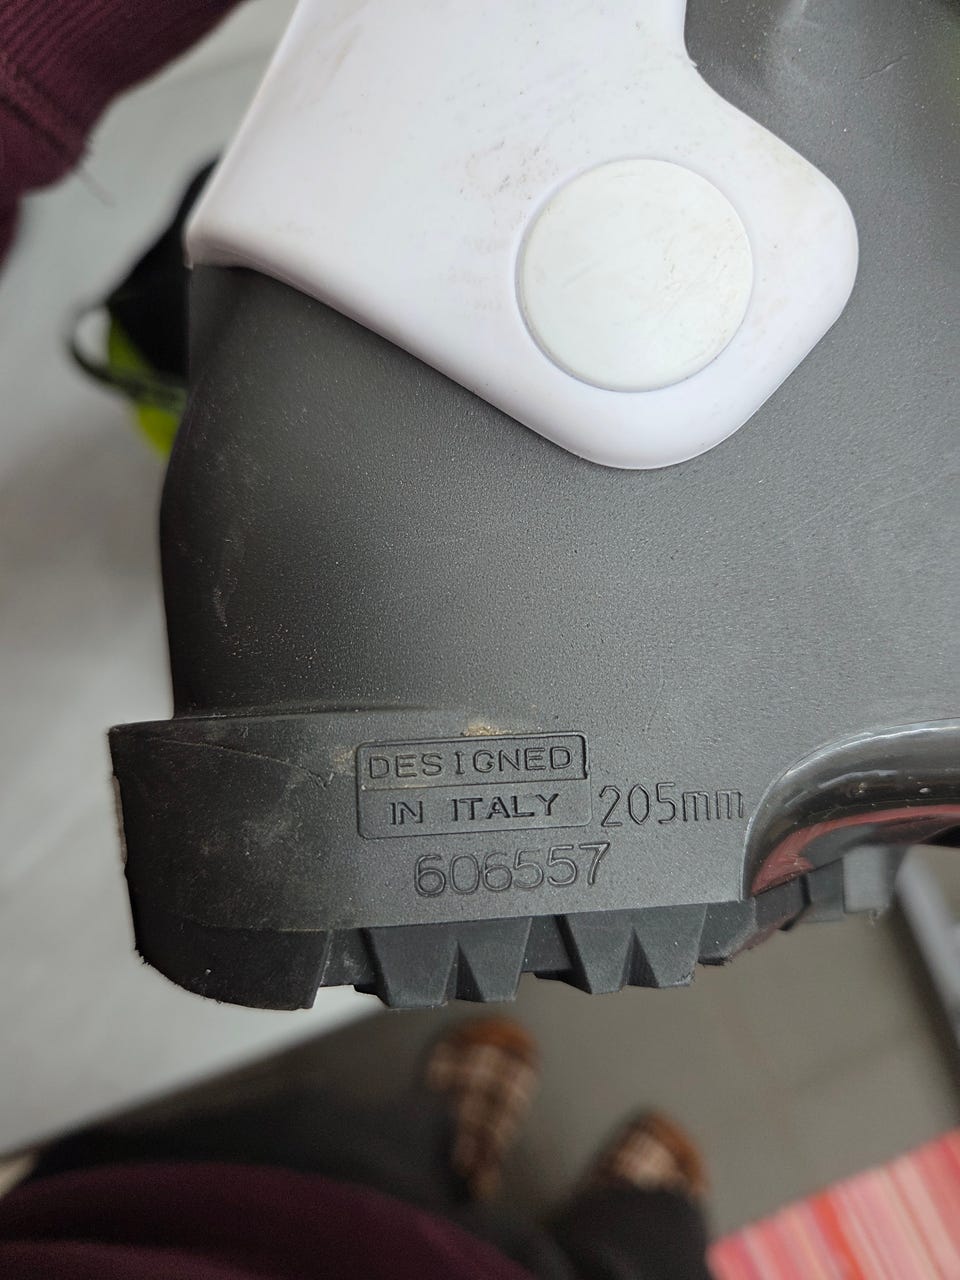 DESIGNED
IN ITALY
205mm
606557